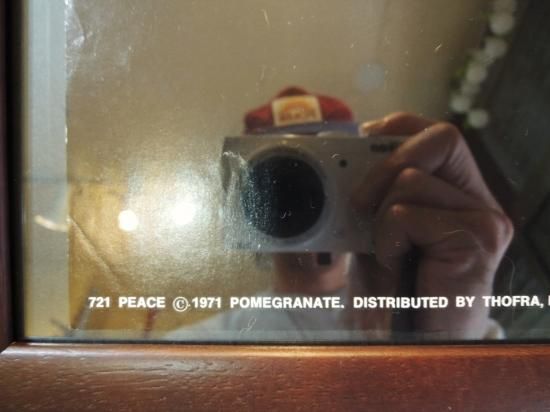 721 PEACE © 1971 POMEGRANATE. DISTRIBUTED BY THOFRA,